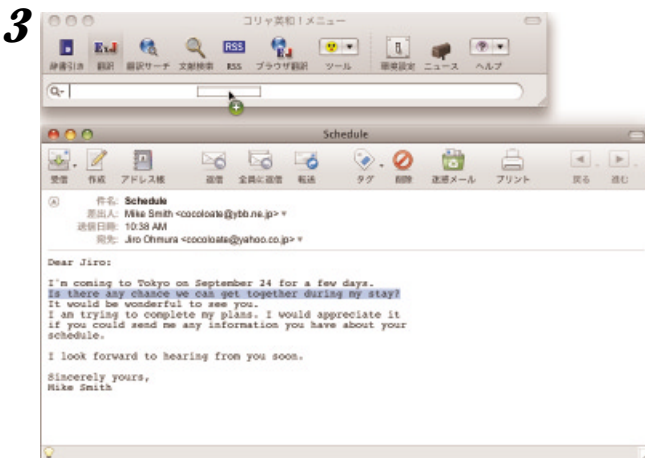 3
コリャ英和！メニュー
辞書引き 翻訳 翻訳サーチ 文献検索 RSS ブラウザ翻訳 ツール 環境設定 ニュース ヘルプ
Schedule
受信 作成 アドレス帳 返信 全員に返信 転送 タグ 削除 迷惑メール プリント 戻る 進む
件名: Schedule
差出人: Mike Smith <cocoloate@ybb.ne.jp>
送信日時: 10:38 AM
宛先: Jiro Ohmura <cocoloate@yahoo.co.jp>
Dear Jiro:
I'm coming to Tokyo on September 24 for a few days.
Is there any chance we can get together during my stay?
It would be wonderful to see you.
I am trying to complete my plans. I would appreciate it
if you could send me any information you have about your
schedule.
I look forward to hearing from you soon.
Sincerely yours,
Mike Smith